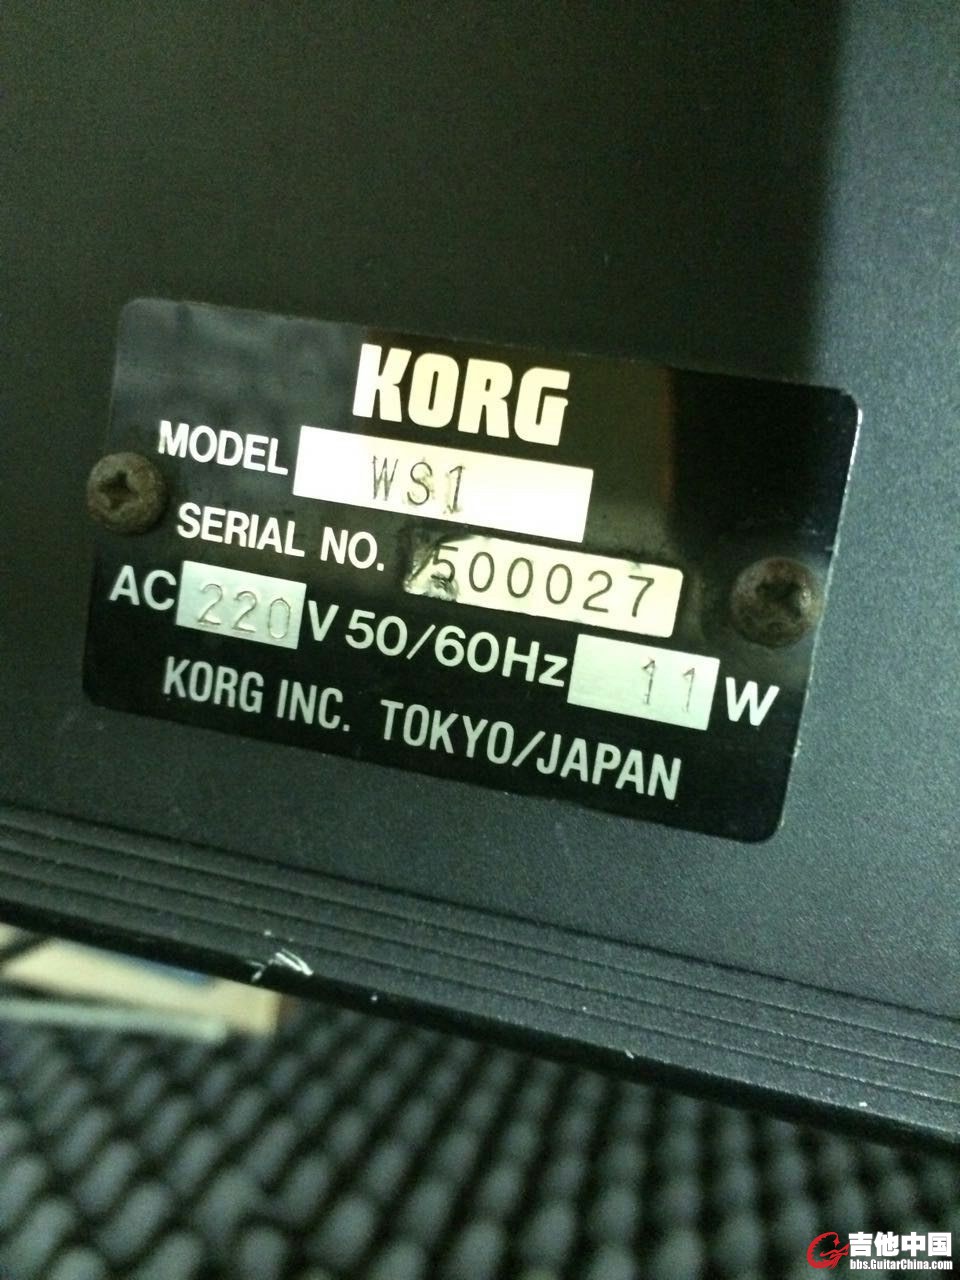 KORG
MODEL WS1
SERIAL NO. 500027
AC 220 V 50/60Hz 11 W
KORG INC. TOKYO/JAPAN
吉他中国
bbs.GuitarChina.com